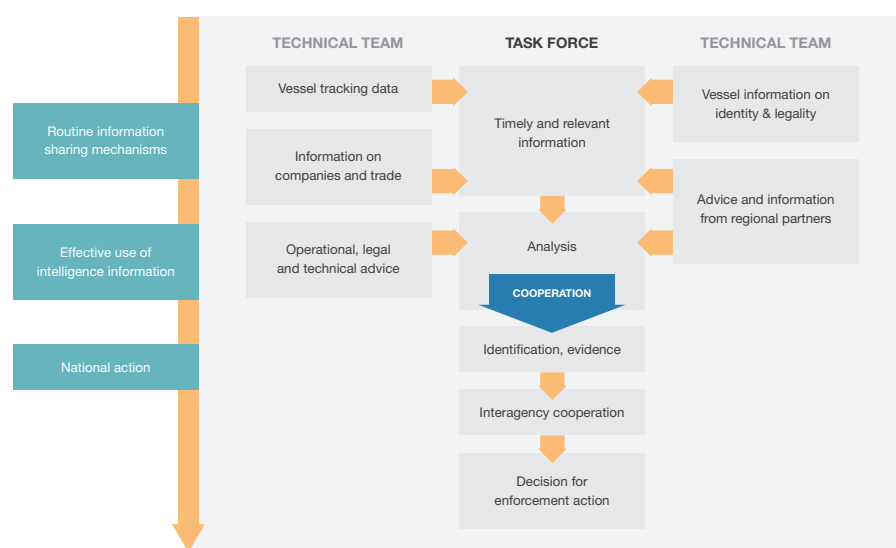 TECHNICAL TEAM
TASK FORCE
TECHNICAL TEAM
Routine information
sharing mechanisms
Effective use of
intelligence information
National action
Vessel tracking data
Information on
companies and trade
Operational, legal
and technical advice
Timely and relevant
information
Analysis
COOPERATION
Identification, evidence
Interagency cooperation
Decision for
enforcement action
Vessel information on
identity & legality
Advice and information
from regional partners